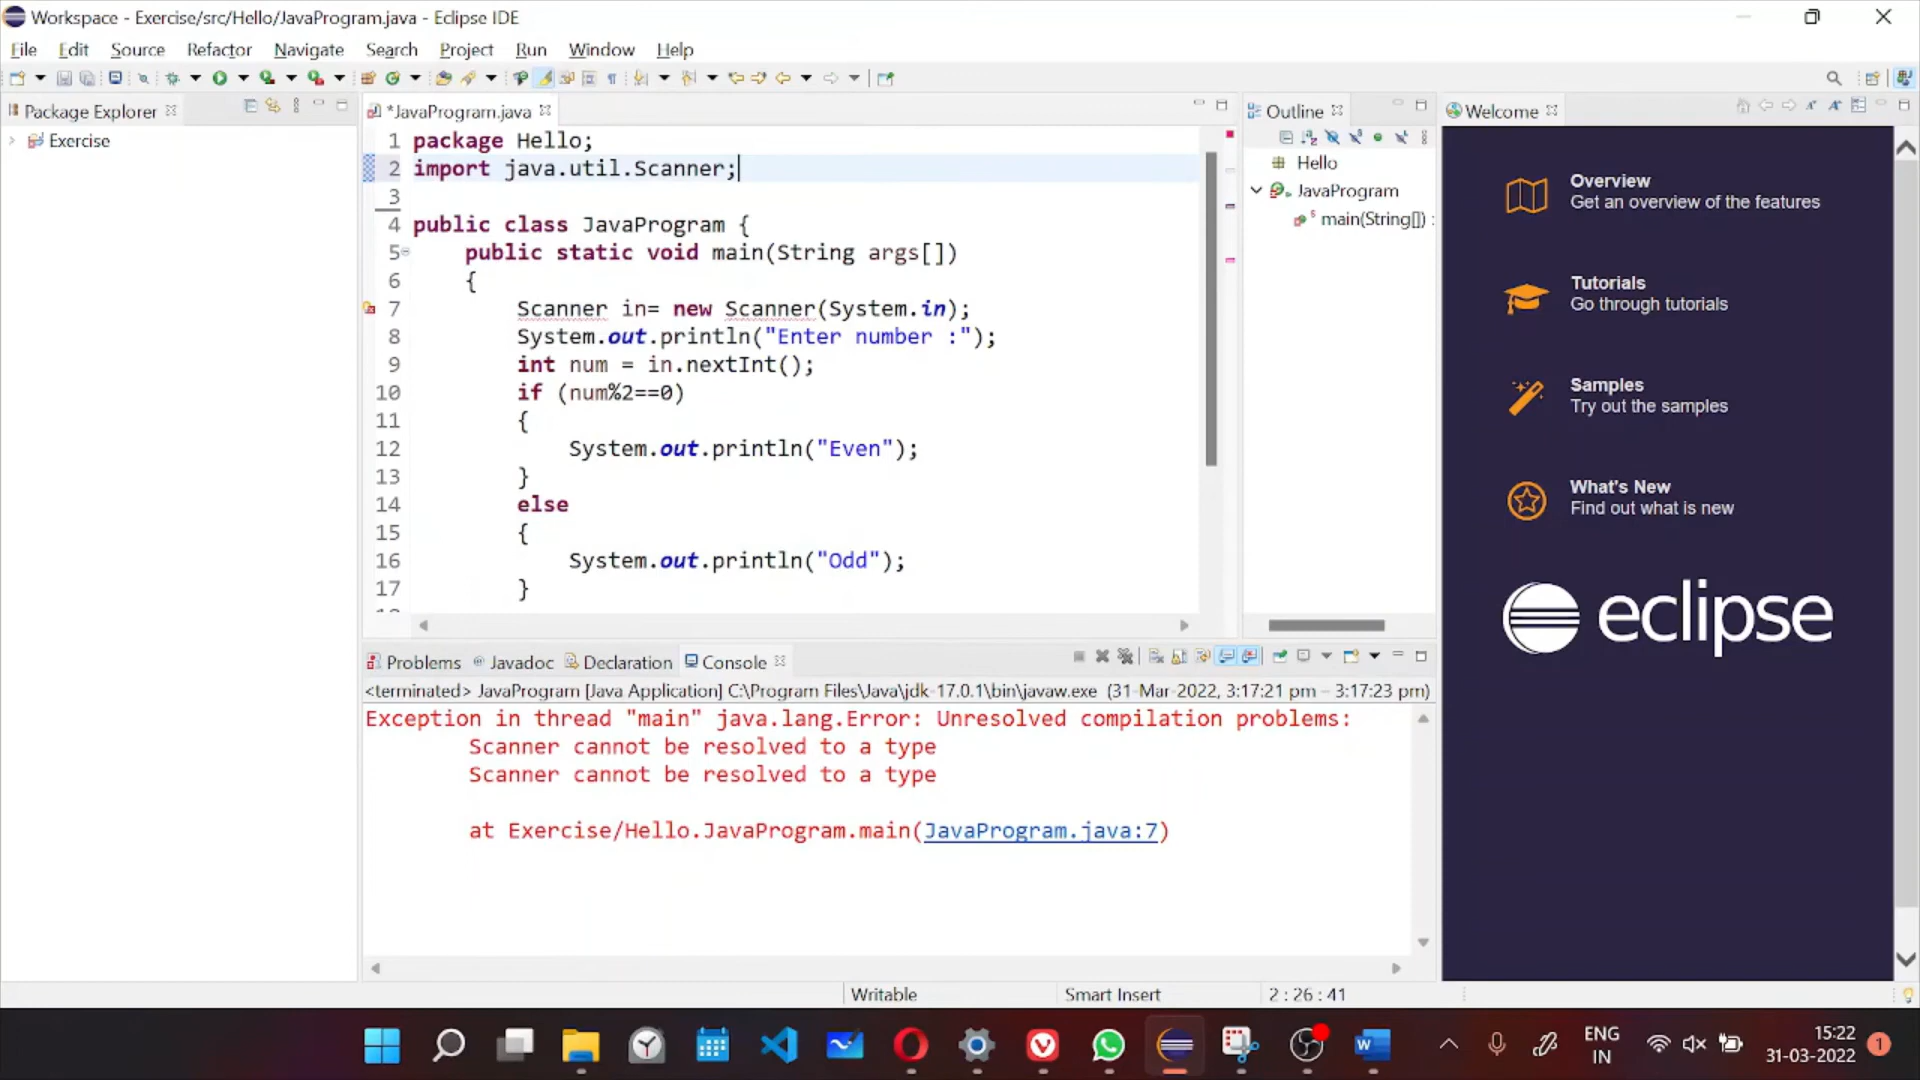 Workspace - Exercise/src/Hello/JavaProgram.java - Eclipse IDE
File Edit Source Refactor Navigate Search Project Run Window Help
Package Explorer
Exercise
*JavaProgram.java
1 package Hello;
2 import java.util.Scanner;
3
4 public class JavaProgram {
5 public static void main(String args[])
6 {
7 Scanner in= new Scanner(System.in);
8 System.out.println("Enter number :");
9 int num = in.nextInt();
10 if (num%2==0)
11 {
12 System.out.println("Even");
13 }
14 else
15 {
16 System.out.println("Odd");
17 }
Outline
Hello
JavaProgram
main(String[]) :
Welcome
Overview
Get an overview of the features
Tutorials
Go through tutorials
Samples
Try out the samples
What's New
Find out what is new
eclipse
Problems Javadoc Declaration Console
<terminated> JavaProgram [Java Application] C:\Program Files\Java\jdk-17.0.1\bin\javaw.exe (31-Mar-2022, 3:17:21 pm – 3:17:23 pm)
Exception in thread "main" java.lang.Error: Unresolved compilation problems:
Scanner cannot be resolved to a type
Scanner cannot be resolved to a type
at Exercise/Hello.JavaProgram.main(JavaProgram.java:7)
Writable Smart Insert 2 : 26 : 41
ENG
IN
15:22
31-03-2022
1